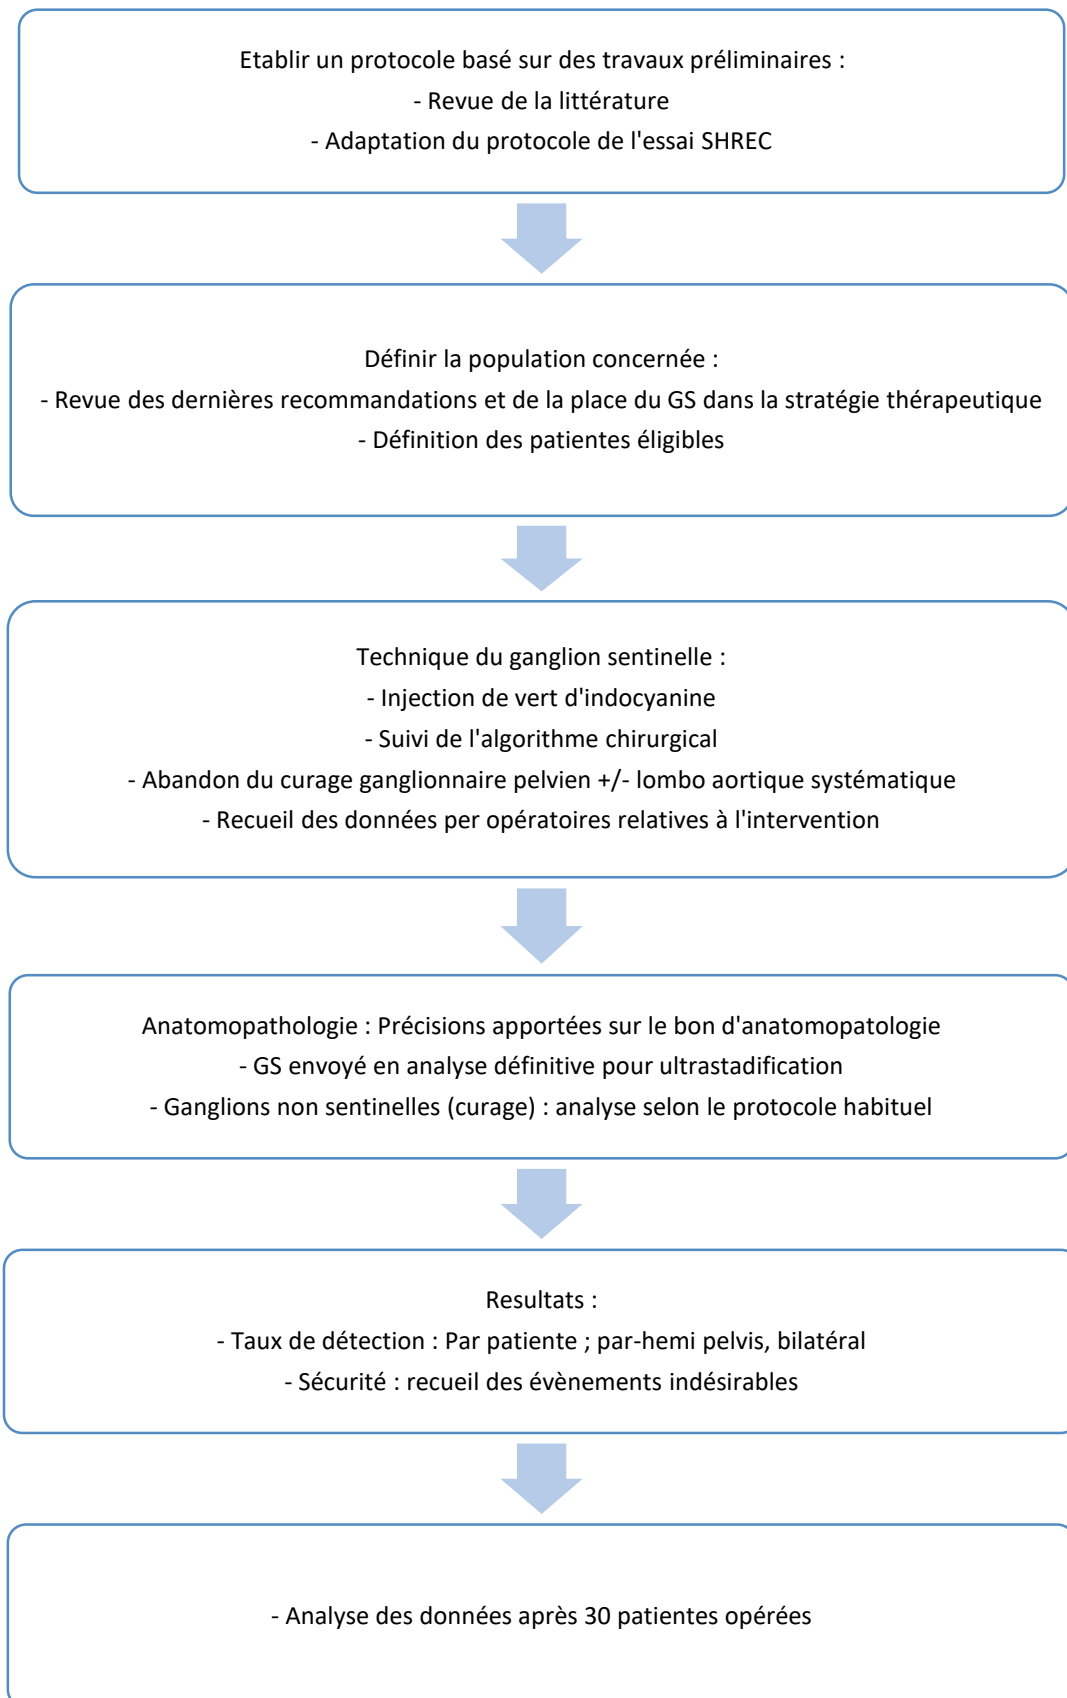 Etablir un protocole basé sur des travaux préliminaires :
- Revue de la littérature
- Adaptation du protocole de l'essai SHREC
Définir la population concernée :
- Revue des dernières recommandations et de la place du GS dans la stratégie thérapeutique
- Définition des patientes éligibles
Technique du ganglion sentinelle :
- Injection de vert d'indocyanine
- Suivi de l'algorithme chirurgical
- Abandon du curage ganglionnaire pelvien +/- lombo aortique systématique
- Recueil des données per opératoires relatives à l'intervention
Anatomopathologie : Précisions apportées sur le bon d'anatomopatologie
- GS envoyé en analyse définitive pour ultrastadification
- Ganglions non sentinelles (curage) : analyse selon le protocole habituel
Resultats :
- Taux de détection : Par patiente ; par-hemi pelvis, bilatéral
- Sécurité : recueil des évènements indésirables
- Analyse des données après 30 patientes opérées